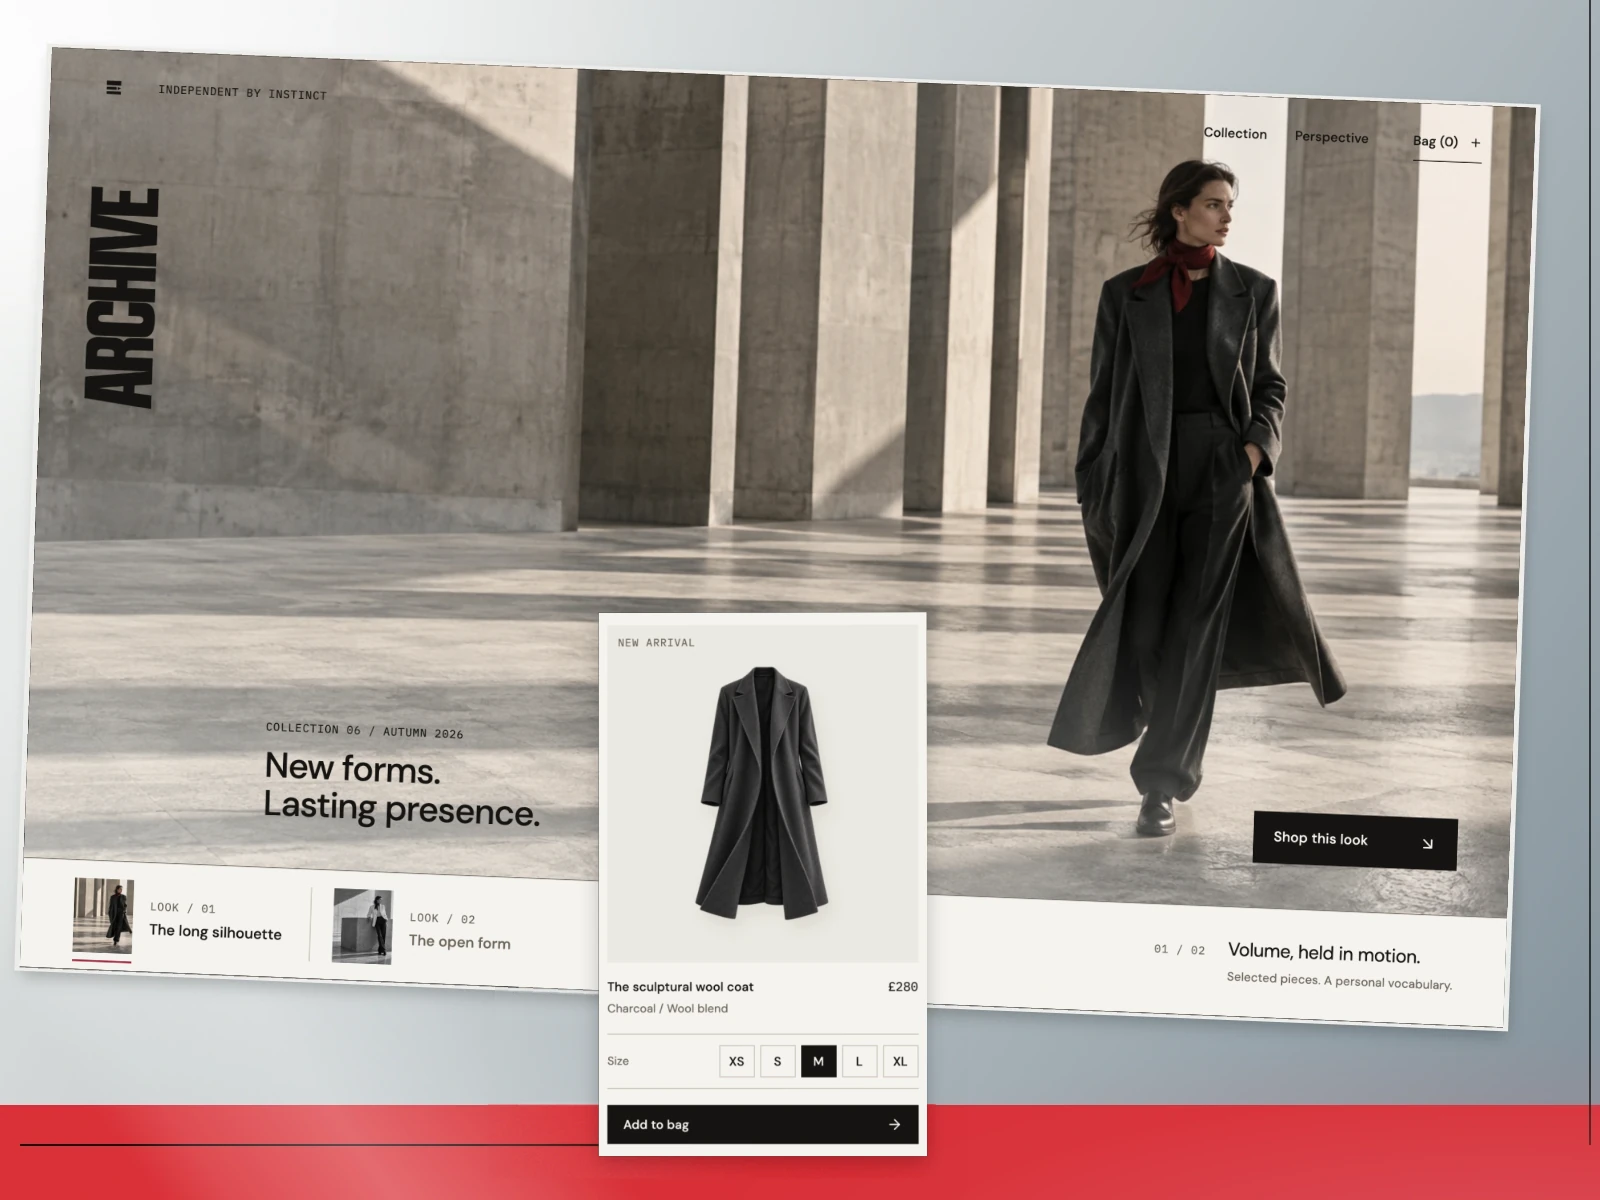 INDEPENDENT BY INSTINCT
Collection
Perspective
Bag (0) +
ARCHIVE
COLLECTION 06 / AUTUMN 2026
New forms.
Lasting presence.
Shop this look
LOOK / 01
The long silhouette
LOOK / 02
The open form
01 / 02
Volume, held in motion.
Selected pieces. A personal vocabulary.
NEW ARRIVAL
The sculptural wool coat
£280
Charcoal / Wool blend
Size
XS
S
M
L
XL
Add to bag